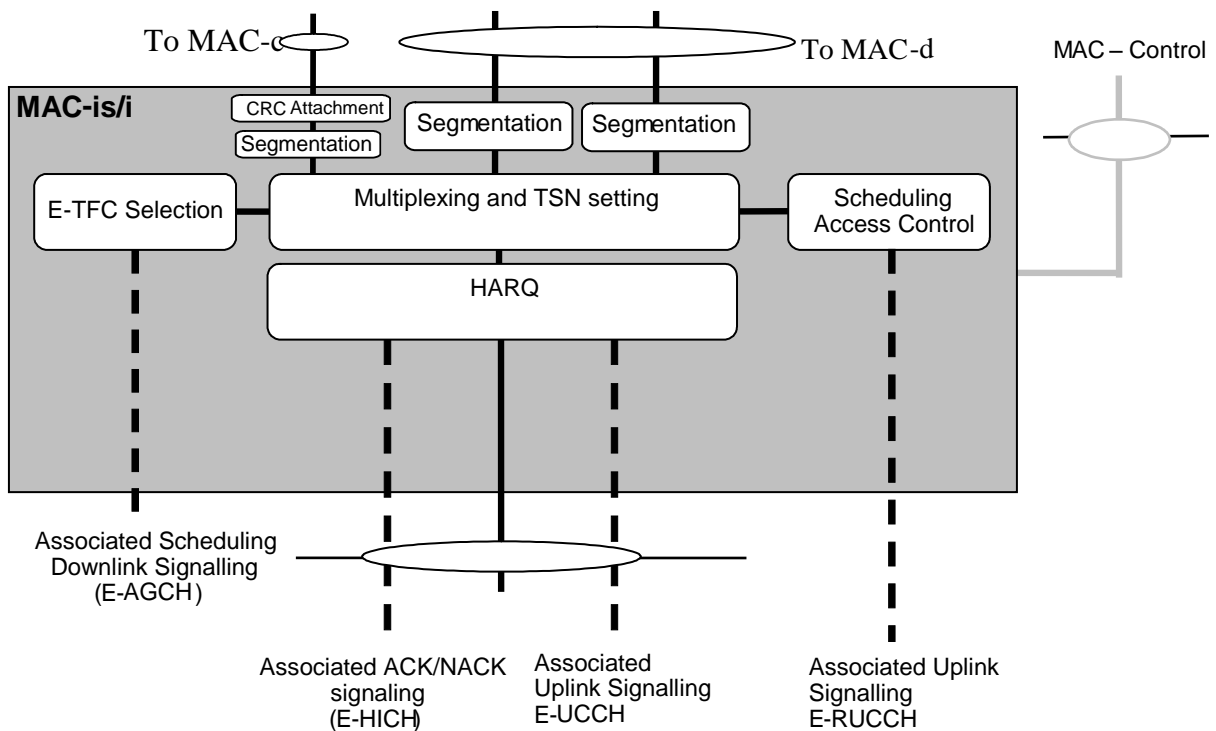 To MAC-c
To MAC-d
MAC – Control
MAC-is/i
CRC Attachment
Segmentation
Segmentation
Segmentation
E-TFC Selection
Multiplexing and TSN setting
Scheduling
Access Control
HARQ
Associated Scheduling
Downlink Signalling
(E-AGCH)
Associated ACK/NACK
signaling
(E-HICH)
Associated
Uplink Signalling
E-UCCH
Associated Uplink
Signalling
E-RUCCH